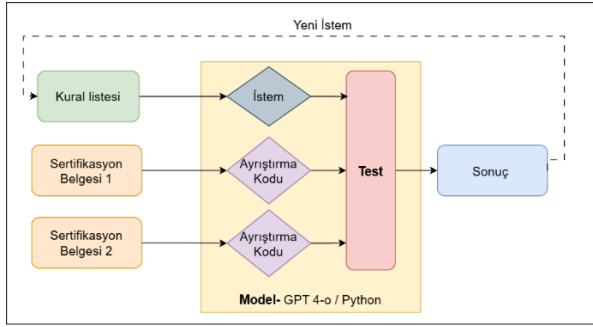 Yeni İstem
Kural listesi
İstem
Sertifikasyon
Belgesi 1
Ayrıştırma
Kodu
Test
Sonuç
Sertifikasyon
Belgesi 2
Ayrıştırma
Kodu
Model- GPT 4-o / Python